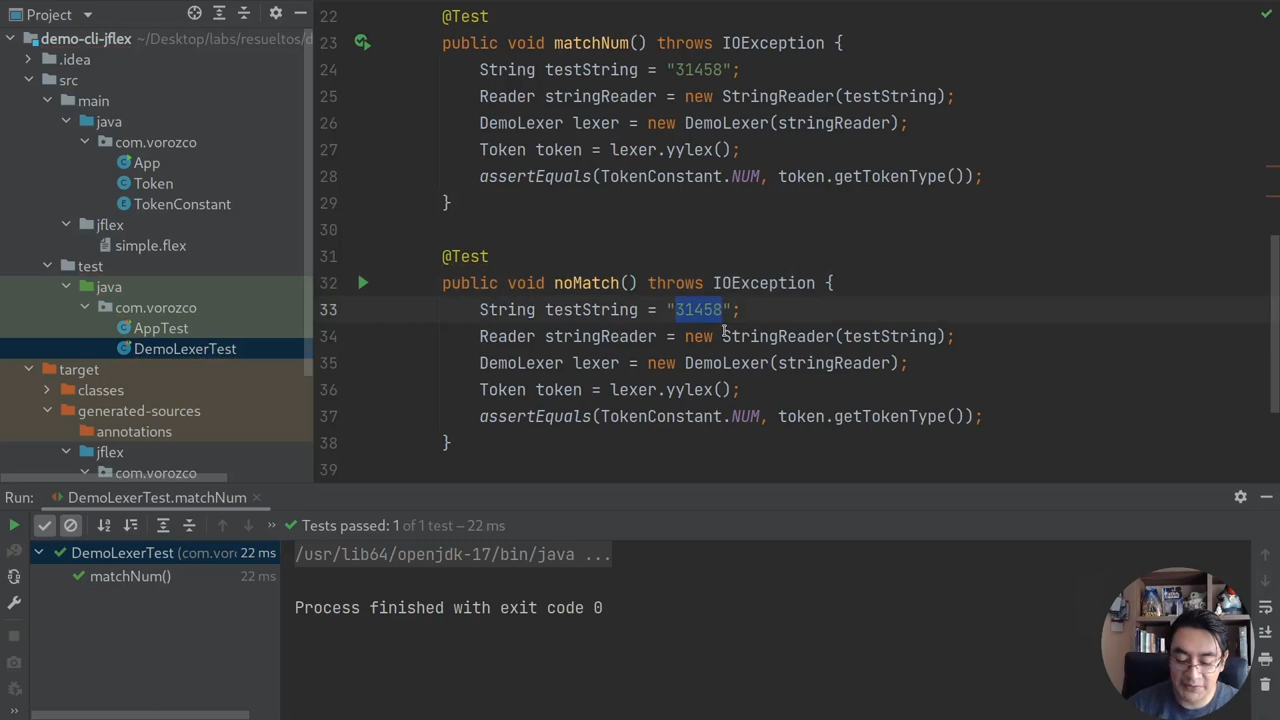 Project
demo-cli-jflex ~/Desktop/labs/resueltos/d
.idea
src
main
java
com.vorozco
App
Token
TokenConstant
jflex
simple.flex
test
java
com.vorozco
AppTest
DemoLexerTest
target
classes
generated-sources
annotations
jflex
com.vorozco
22 @Test
23 public void matchNum() throws IOException {
24 String testString = "31458";
25 Reader stringReader = new StringReader(testString);
26 DemoLexer lexer = new DemoLexer(stringReader);
27 Token token = lexer.yylex();
28 assertEquals(TokenConstant.NUM, token.getTokenType());
29 }
30
31 @Test
32 public void noMatch() throws IOException {
33 String testString = "31458";
34 Reader stringReader = new StringReader(testString);
35 DemoLexer lexer = new DemoLexer(stringReader);
36 Token token = lexer.yylex();
37 assertEquals(TokenConstant.NUM, token.getTokenType());
38 }
39
Run: DemoLexerTest.matchNum
Tests passed: 1 of 1 test – 22 ms
DemoLexerTest (com.voro 22 ms
matchNum() 22 ms
/usr/lib64/openjdk-17/bin/java ...
Process finished with exit code 0